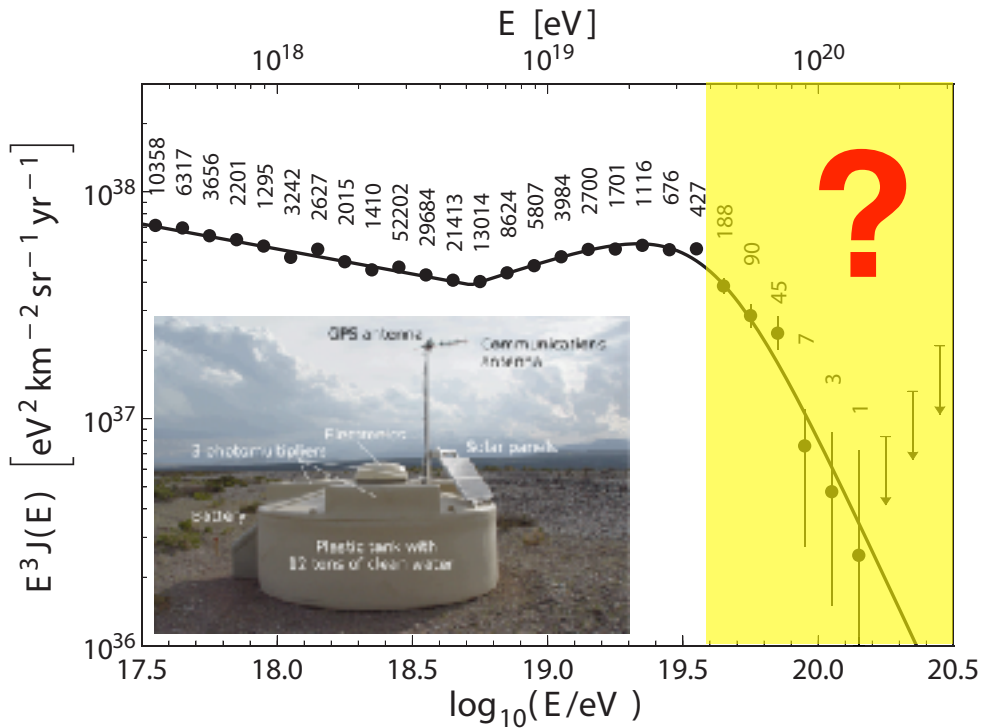 E [eV]
10^18 10^19 10^20
E^3 J(E) [eV^2 km^-2 sr^-1 yr^-1]
10^38
10^37
10^36
10358
6317
3656
2201
1295
3242
2627
2015
1410
52202
29684
21413
13014
8624
5807
3984
2700
1701
1116
676
427
188
90
45
7
3
1
?
GPS antenna
Communications
antenna
Electronics
3 photomultipliers
Solar panels
Battery
Plastic tank with
12 tons of clean water
17.5 18.0 18.5 19.0 19.5 20.0 20.5
log10(E/eV)